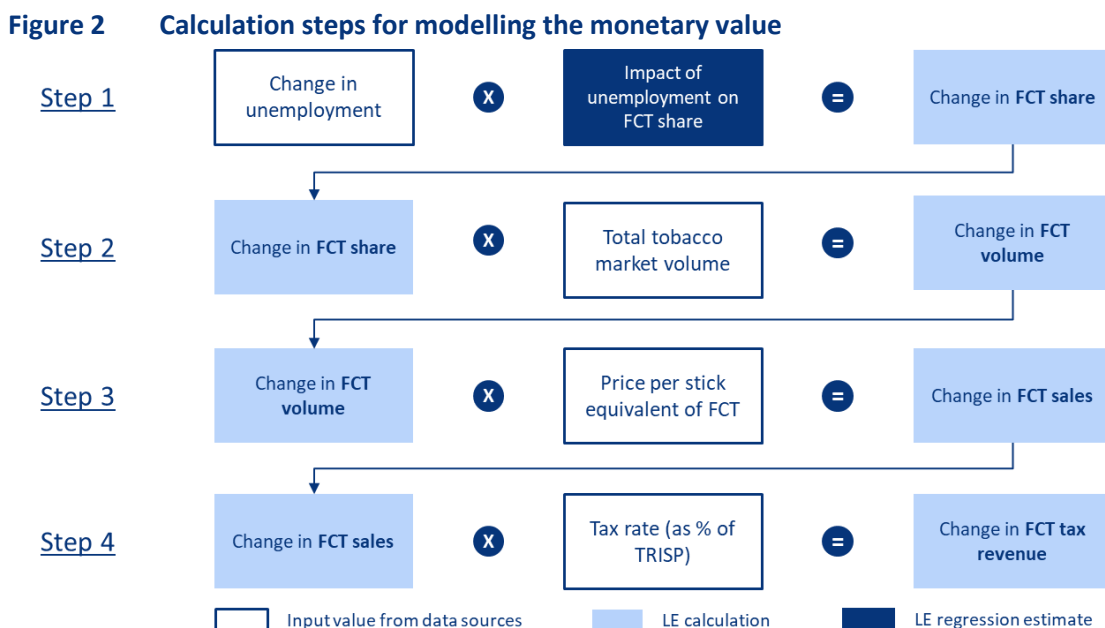 Figure 2 Calculation steps for modelling the monetary value
Step 1
Change in
unemployment
X
Impact of
unemployment on
FCT share
=
Change in FCT share
Step 2
Change in FCT share
X
Total tobacco
market volume
=
Change in FCT
volume
Step 3
Change in FCT
volume
X
Price per stick
equivalent of FCT
=
Change in FCT sales
Step 4
Change in FCT sales
X
Tax rate (as % of
TRISP)
=
Change in FCT tax
revenue
Input value from data sources
LE calculation
LE regression estimate